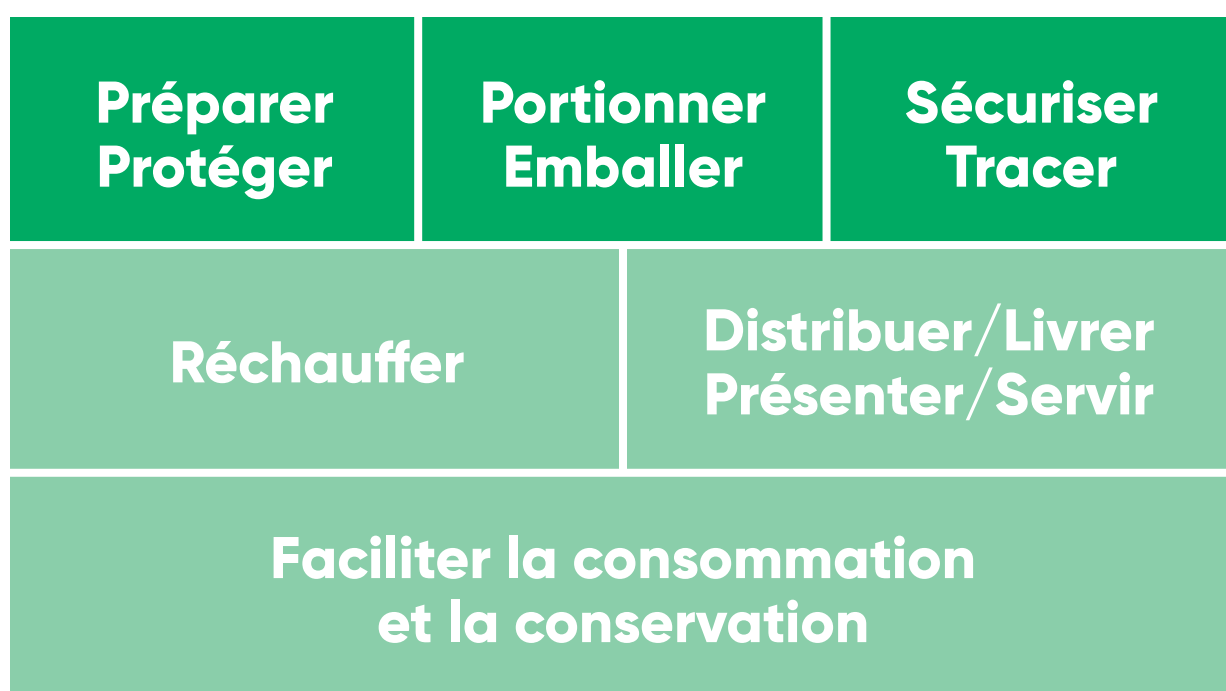 Préparer
Protéger
Portionner
Emballer
Sécuriser
Tracer
Réchauffer
Distribuer/Livrer
Présenter/Servir
Faciliter la consommation
et la conservation